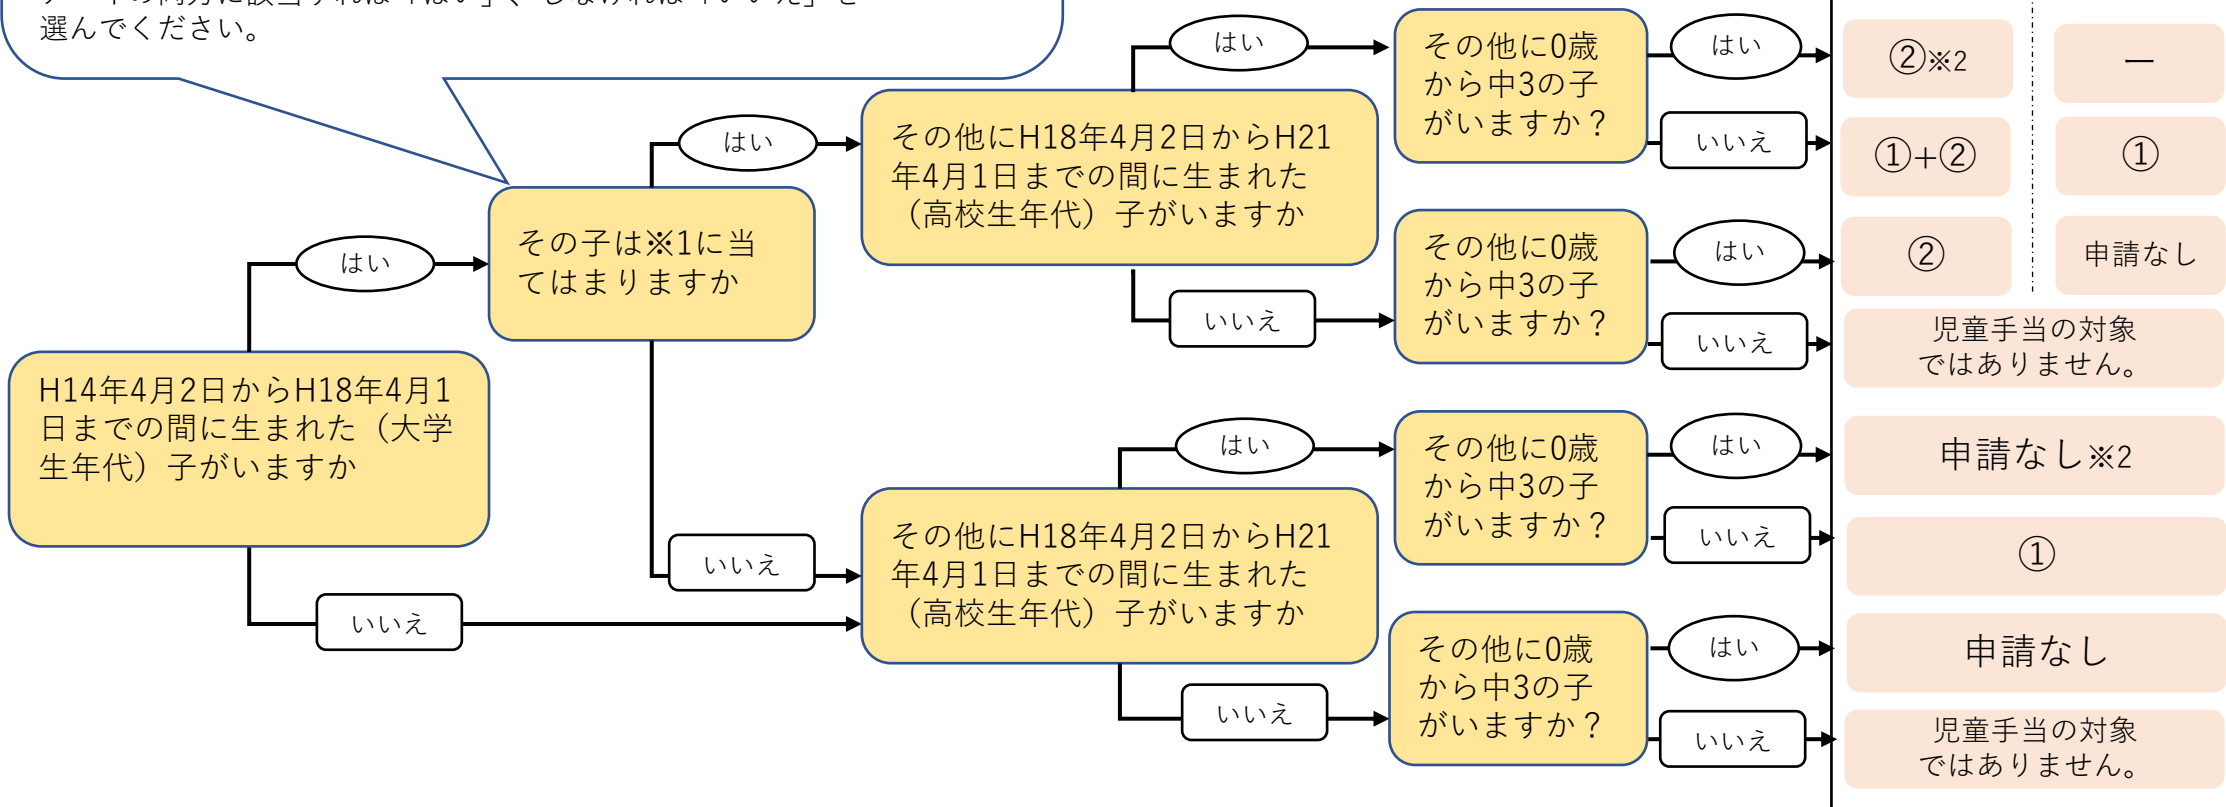 選んでください。
はい
その他に0歳
から中3の子
がいますか？
はい
②※2
ー
いいえ
①+②
①
はい
その他にH18年4月2日からH21
年4月1日までの間に生まれた
（高校生年代）子がいますか
その他に0歳
から中3の子
がいますか？
はい
②
申請なし
いいえ
いいえ
児童手当の対象
ではありません。
はい
その子は※1に当
てはまりますか
H14年4月2日からH18年4月1
日までの間に生まれた（大学
生年代）子がいますか
はい
その他に0歳
から中3の子
がいますか？
はい
申請なし※2
いいえ
①
いいえ
その他にH18年4月2日からH21
年4月1日までの間に生まれた
（高校生年代）子がいますか
いいえ
その他に0歳
から中3の子
がいますか？
はい
申請なし
いいえ
いいえ
児童手当の対象
ではありません。